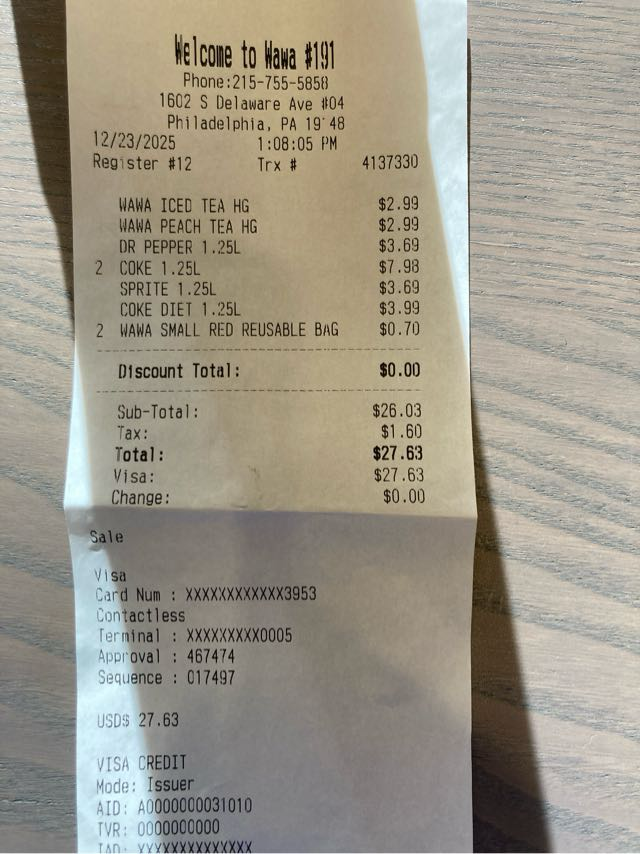 Welcome to Wawa #191
Phone:215-755-5858
1602 S Delaware Ave #04
Philadelphia, PA 19 48
12/23/2025 1:08:05 PM
Register #12 Trx # 4137330
WAWA ICED TEA HG $2.99
WAWA PEACH TEA HG $2.99
DR PEPPER 1.25L $3.69
2 COKE 1.25L $7.98
SPRITE 1.25L $3.69
COKE DIET 1.25L $3.99
2 WAWA SMALL RED REUSABLE BAG $0.70
Discount Total: $0.00
Sub-Total: $26.03
Tax: $1.60
Total: $27.63
Visa: $27.63
Change: $0.00
Sale
Visa
Card Num : XXXXXXXXXXXX3953
Contactless
Terminal : XXXXXXXXX0005
Approval : 467474
Sequence : 017497
USD$ 27.63
VISA CREDIT
Mode: Issuer
AID: A0000000031010
TVR: 0000000000
IAD: XXXXXXXXXXXXXX